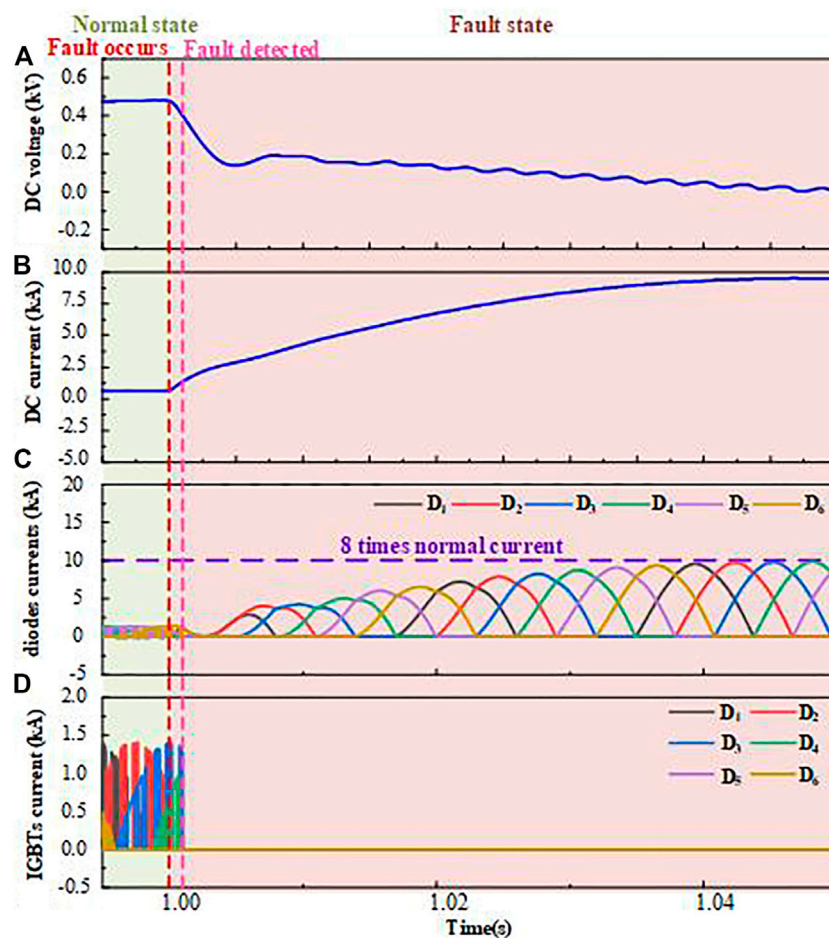 Normal state
Fault state
Fault occurs
Fault detected
A
DC voltage (kV)
0.6
0.4
0.2
0.0
-0.2
B
DC current (kA)
10.0
7.5
5.0
2.5
0.0
-2.5
-5.0
C
diodes currents (kA)
20
15
10
5
0
-5
D1 D2 D3 D4 D5 D6
8 times normal current
D
IGBTs current (kA)
2.0
1.5
1.0
0.5
0.0
-0.5
D1 D2
D3 D4
D5 D6
1.00 1.02 1.04
Time(s)